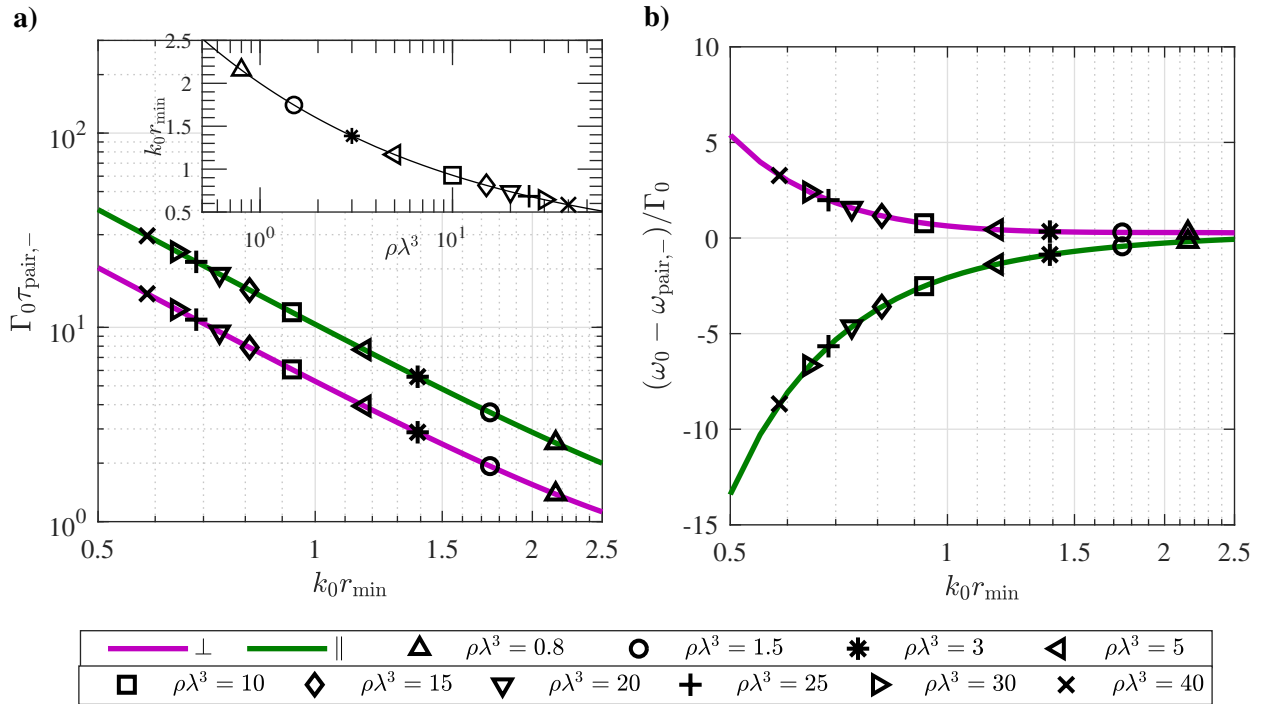 a)
b)
2.5
2
1.5
1
0.5
k₀r_min
10⁰
10¹
ρλ³
10²
10¹
10⁰
Γ₀τ_pair,−
0.5
1
1.5
2
2.5
k₀r_min
10
5
0
-5
-10
-15
(ω₀ − ω_pair,−)/Γ₀
0.5
1
1.5
2
2.5
k₀r_min
⊥ ∥ ρλ³ = 0.8 ρλ³ = 1.5 ρλ³ = 3 ρλ³ = 5
ρλ³ = 10 ρλ³ = 15 ρλ³ = 20 ρλ³ = 25 ρλ³ = 30 ρλ³ = 40